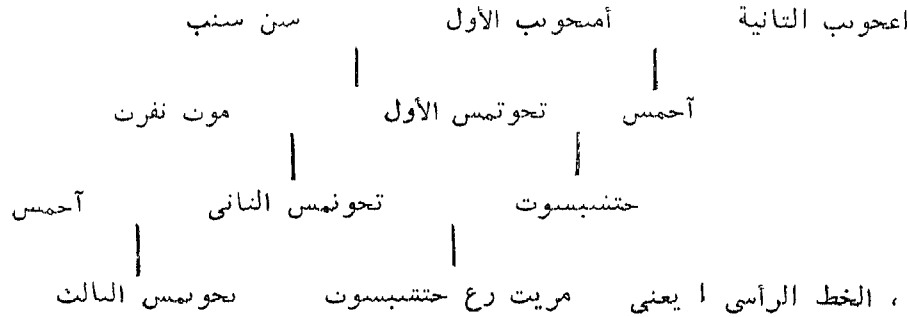 اعحوتب الثانية أمنحوتب الأول سن سنب
آحمس تحوتمس الأول موت نفرت
حتشبسوت تحوتمس الثانى آحمس
، الخط الرأسى ا يعنى مريت رع حتشبسوت تحوتمس الثالث